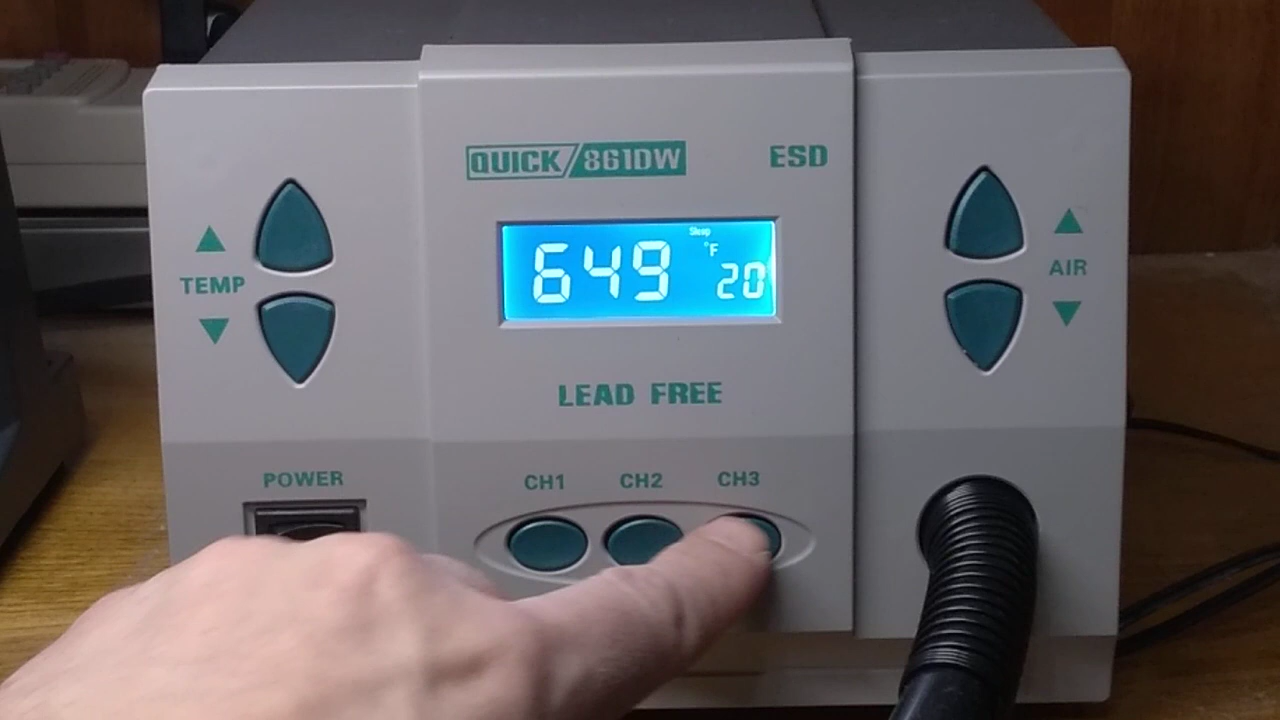 QUICK/861DW
ESD
Sleep
°F
649
20
TEMP
AIR
LEAD FREE
POWER
CH1
CH2
CH3